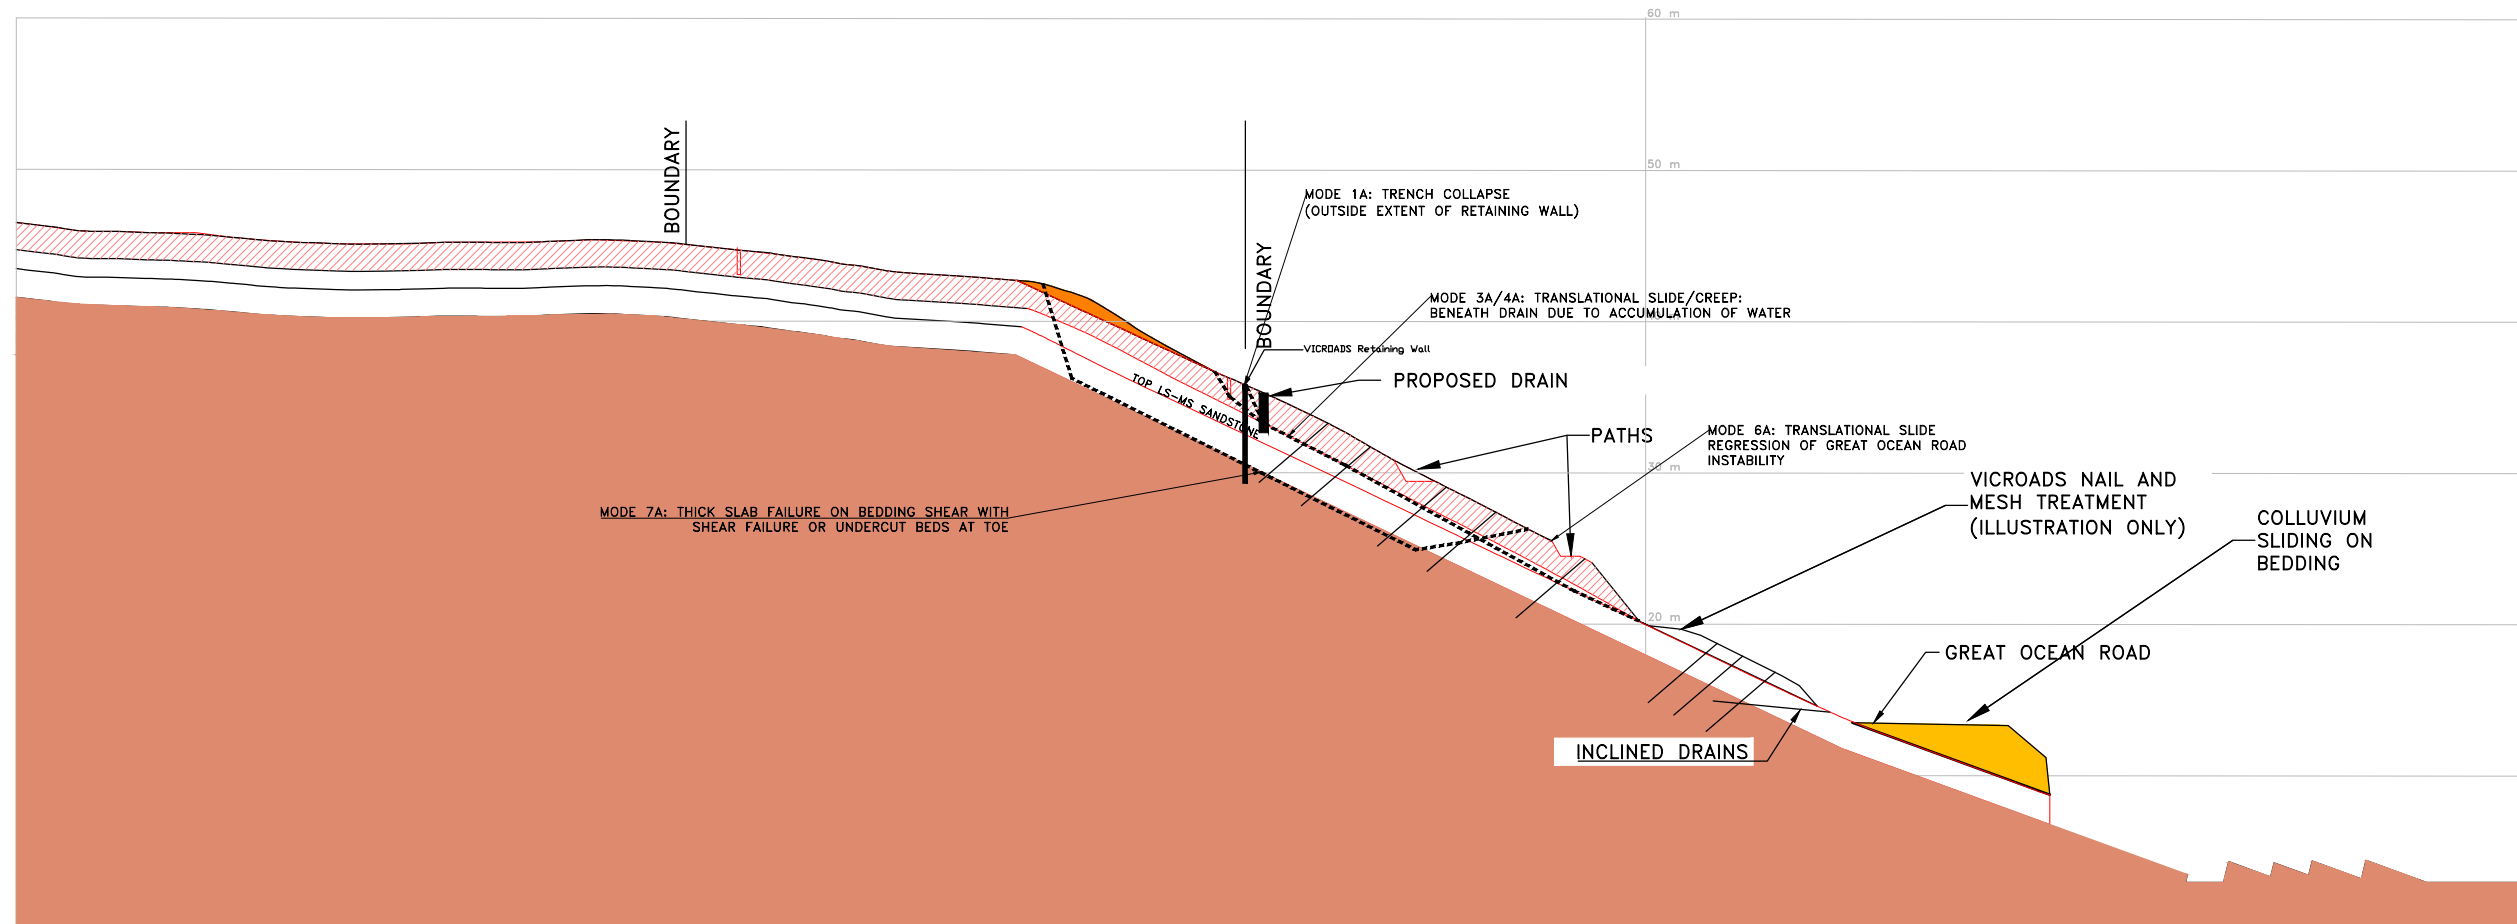 60 m
50 m
BOUNDARY
MODE 1A: TRENCH COLLAPSE
(OUTSIDE EXTENT OF RETAINING WALL)
BOUNDARY
MODE 3A/4A: TRANSLATIONAL SLIDE/CREEP:
BENEATH DRAIN DUE TO ACCUMULATION OF WATER
VICROADS Retaining Wall
PROPOSED DRAIN
TOP LS-MS SANDSTONE
PATHS
MODE 6A: TRANSLATIONAL SLIDE
REGRESSION OF GREAT OCEAN ROAD
INSTABILITY
30 m
VICROADS NAIL AND
MESH TREATMENT
(ILLUSTRATION ONLY)
MODE 7A: THICK SLAB FAILURE ON BEDDING SHEAR WITH
SHEAR FAILURE OR UNDERCUT BEDS AT TOE
COLLUVIUM
SLIDING ON
BEDDING
20 m
GREAT OCEAN ROAD
INCLINED DRAINS